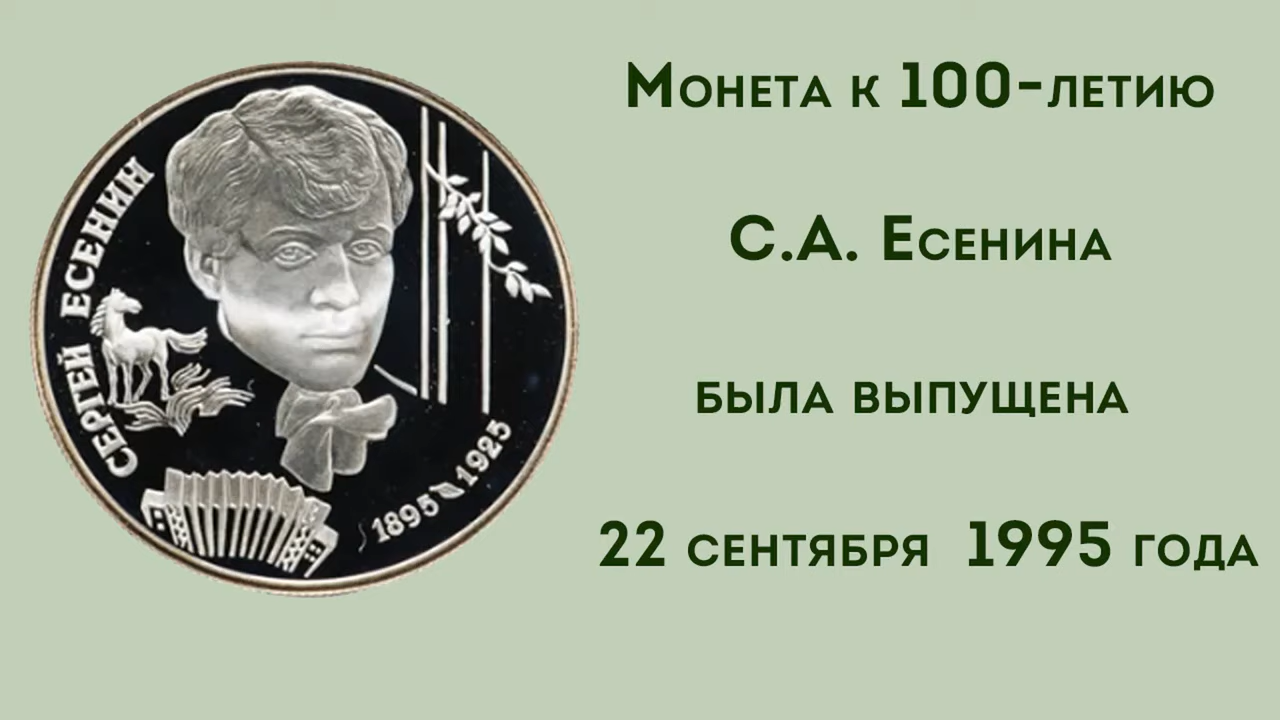 СЕРГЕЙ ЕСЕНИН
1895 1925
Монета к 100-летию
С.А. Есенина
была выпущена
22 сентября 1995 года